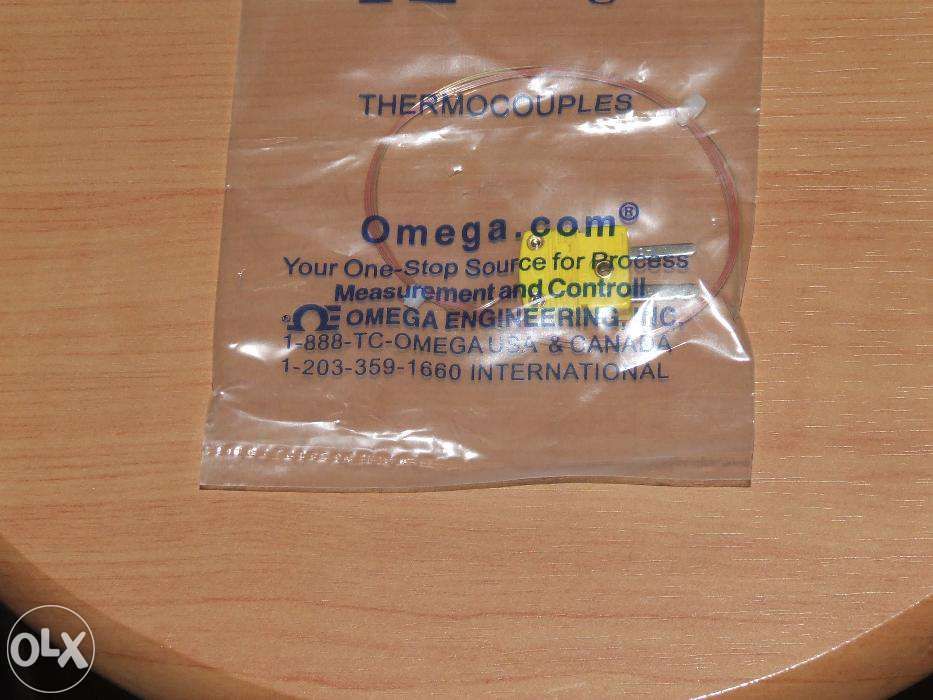 THERMOCOUPLES
Omega.com®
Your One-Stop Source for Process
Measurement and Control!
®ΩE OMEGA ENGINEERING, INC.
1-888-TC-OMEGA USA & CANADA
1-203-359-1660 INTERNATIONAL
OLX